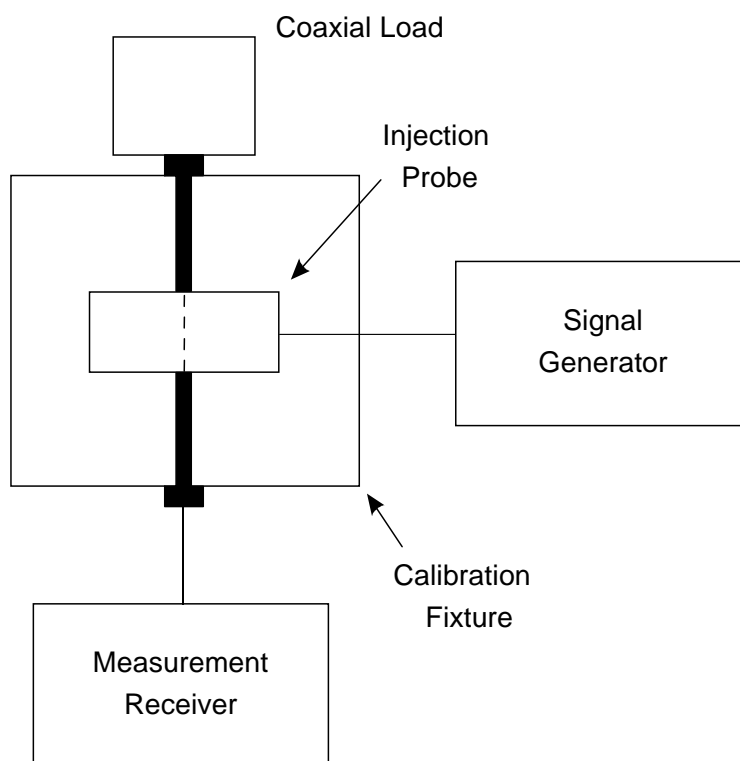 Coaxial Load
Injection
Probe
Signal
Generator
Calibration
Fixture
Measurement
Receiver